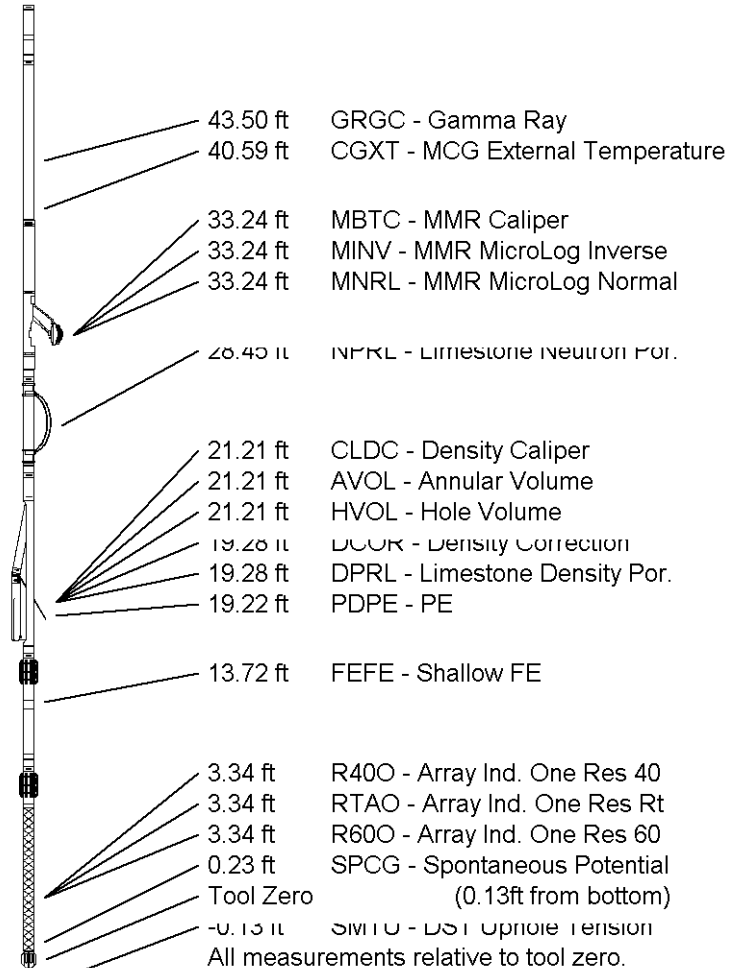 43.50 ft GRGC - Gamma Ray
40.59 ft CGXT - MCG External Temperature
33.24 ft MBTC - MMR Caliper
33.24 ft MINV - MMR MicroLog Inverse
33.24 ft MNRL - MMR MicroLog Normal
28.45 ft NPRL - Limestone Neutron Por.
21.21 ft CLDC - Density Caliper
21.21 ft AVOL - Annular Volume
21.21 ft HVOL - Hole Volume
19.28 ft DCOR - Density Correction
19.28 ft DPRL - Limestone Density Por.
19.22 ft PDPE - PE
13.72 ft FEFE - Shallow FE
3.34 ft R40O - Array Ind. One Res 40
3.34 ft RTAO - Array Ind. One Res Rt
3.34 ft R60O - Array Ind. One Res 60
0.23 ft SPCG - Spontaneous Potential
Tool Zero (0.13ft from bottom)
-0.13 ft SMTU - DST Uphole Tension
All measurements relative to tool zero.